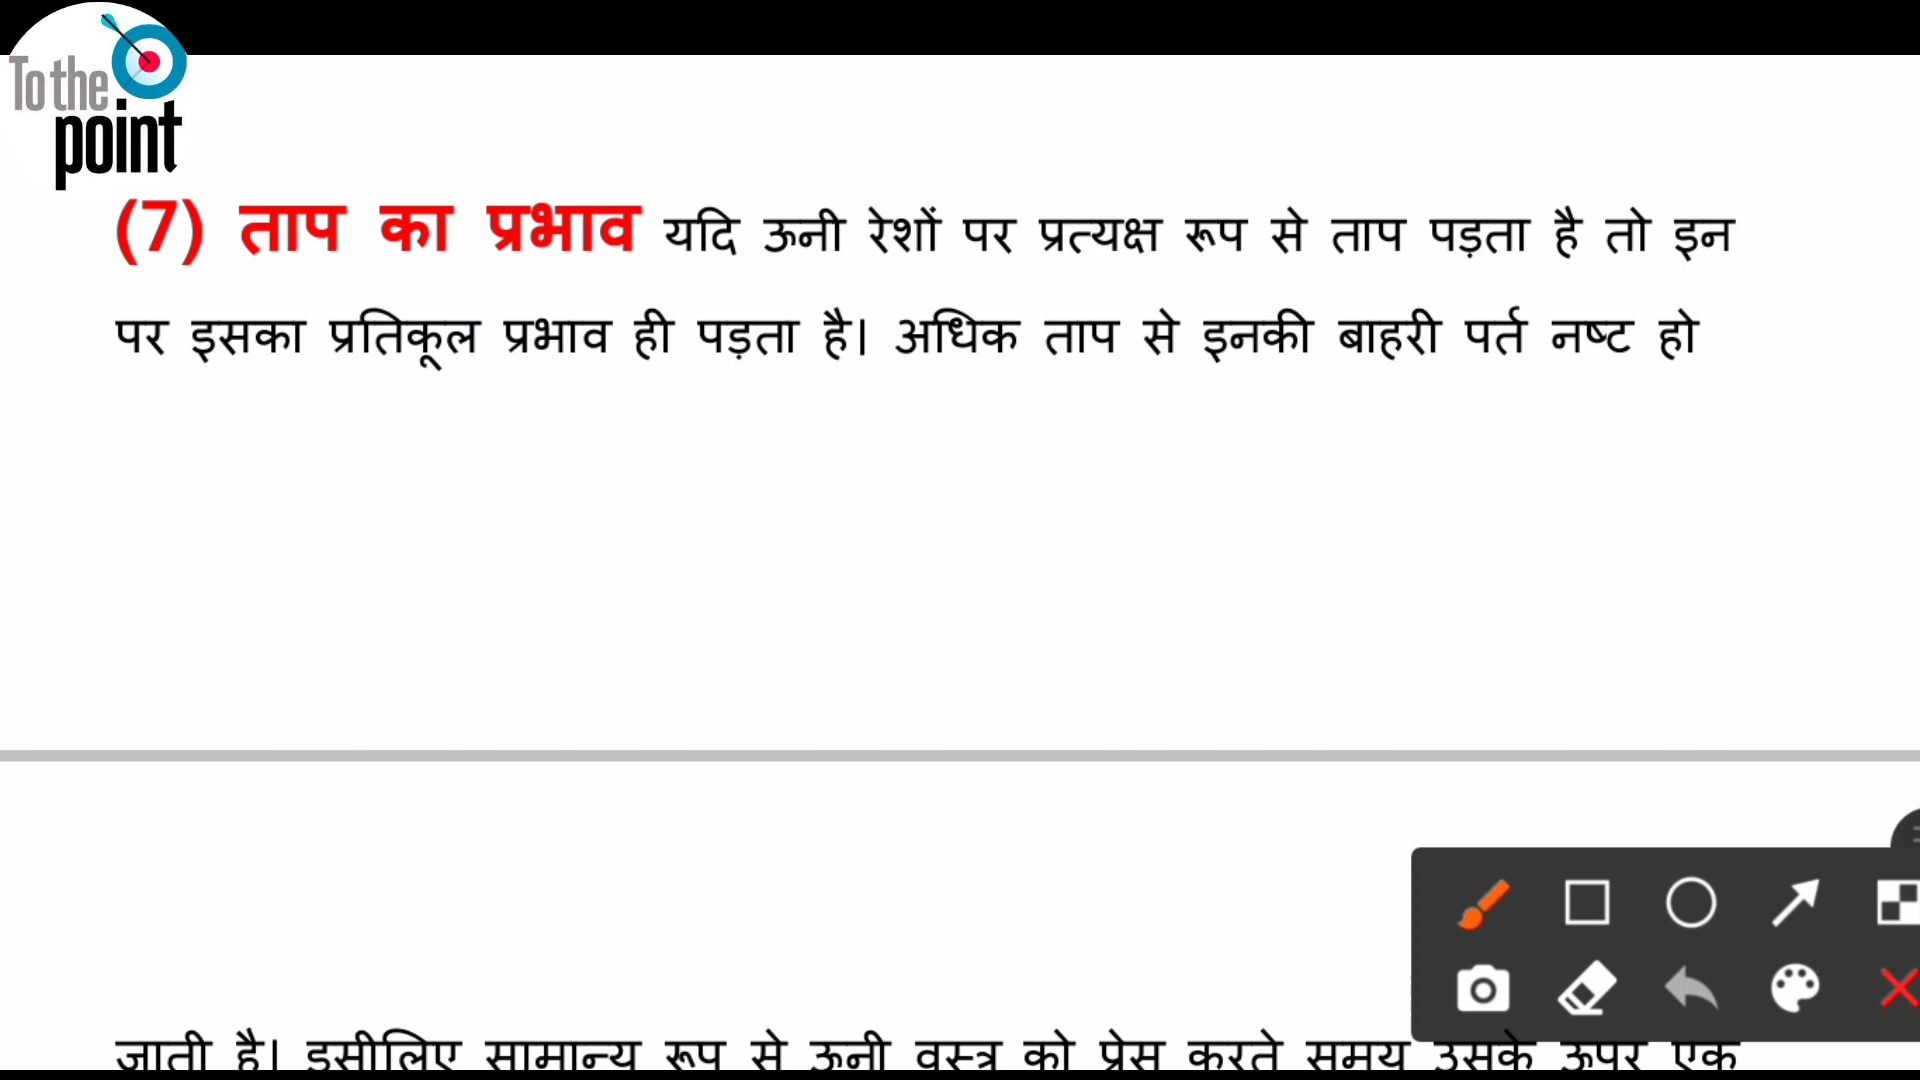 To the
point
(7) ताप का प्रभाव यदि ऊनी रेशों पर प्रत्यक्ष रूप से ताप पड़ता है तो इन
पर इसका प्रतिकूल प्रभाव ही पड़ता है। अधिक ताप से इनकी बाहरी पर्त नष्ट हो
जाती है। इसीलिए सामान्य रूप से ऊनी वस्त्र को प्रेस करते समय उसके ऊपर एक